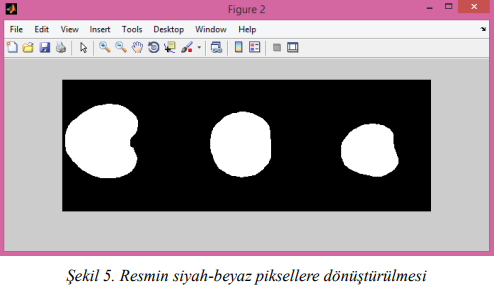 Figure 2
File Edit View Insert Tools Desktop Window Help
Şekil 5. Resmin siyah-beyaz piksellere dönüştürülmesi